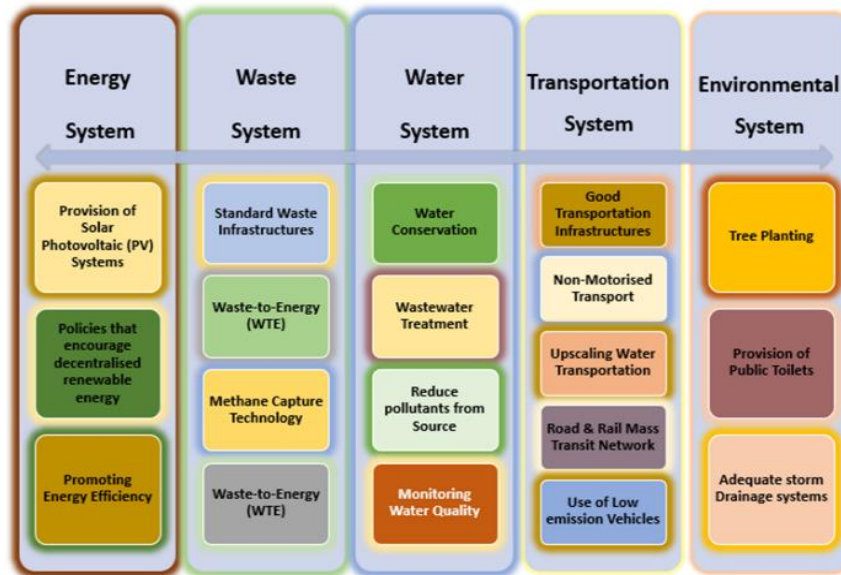 Energy
System
Provision of
Solar
Photovoltaic (PV)
Systems
Policies that
encourage
decentralised
renewable
energy
Promoting
Energy Efficiency
Waste
System
Standard Waste
Infrastructures
Waste-to-Energy
(WTE)
Methane Capture
Technology
Waste-to-Energy
(WTE)
Water
System
Water
Conservation
Wastewater
Treatment
Reduce
pollutants from
Source
Monitoring
Water Quality
Transportation
System
Good
Transportation
Infrastructures
Non-Motorised
Transport
Upscaling Water
Transportation
Road & Rail Mass
Transit Network
Use of Low
emission Vehicles
Environmental
System
Tree Planting
Provision of
Public Toilets
Adequate storm
Drainage systems